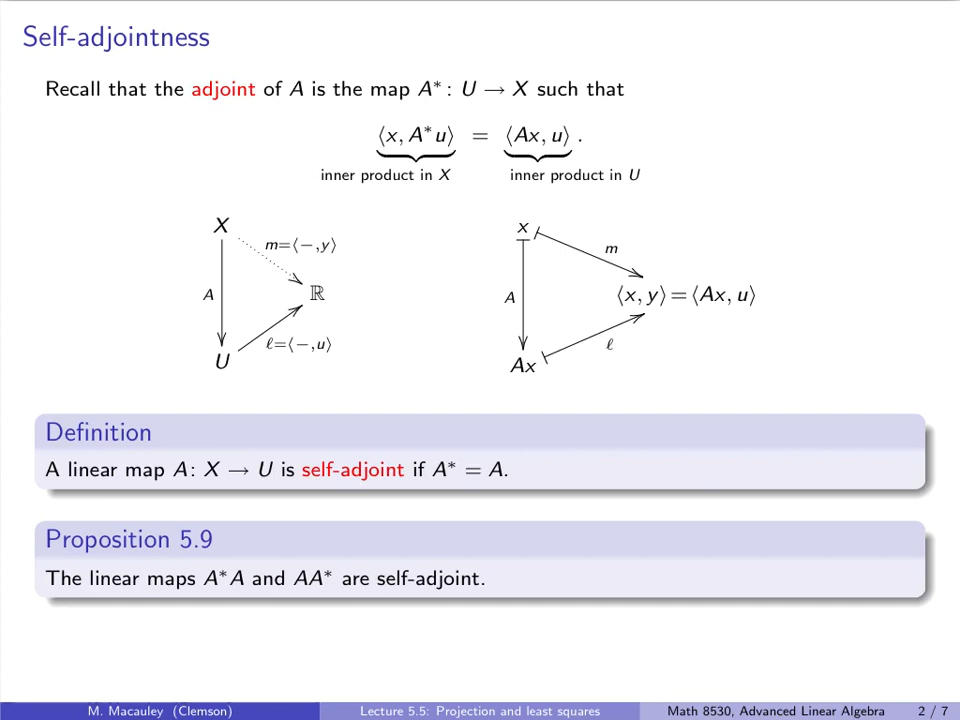 Self-adjointness
Recall that the adjoint of A is the map A*: U → X such that
⟨x, A*u⟩ = ⟨Ax, u⟩ .
inner product in X inner product in U
X
m=⟨−,y⟩
A
ℝ
ℓ=⟨−,u⟩
U
x
m
A
⟨x, y⟩=⟨Ax, u⟩
ℓ
Ax
Definition
A linear map A: X → U is self-adjoint if A* = A.
Proposition 5.9
The linear maps A*A and AA* are self-adjoint.
M. Macauley (Clemson) Lecture 5.5: Projection and least squares Math 8530, Advanced Linear Algebra 2 / 7